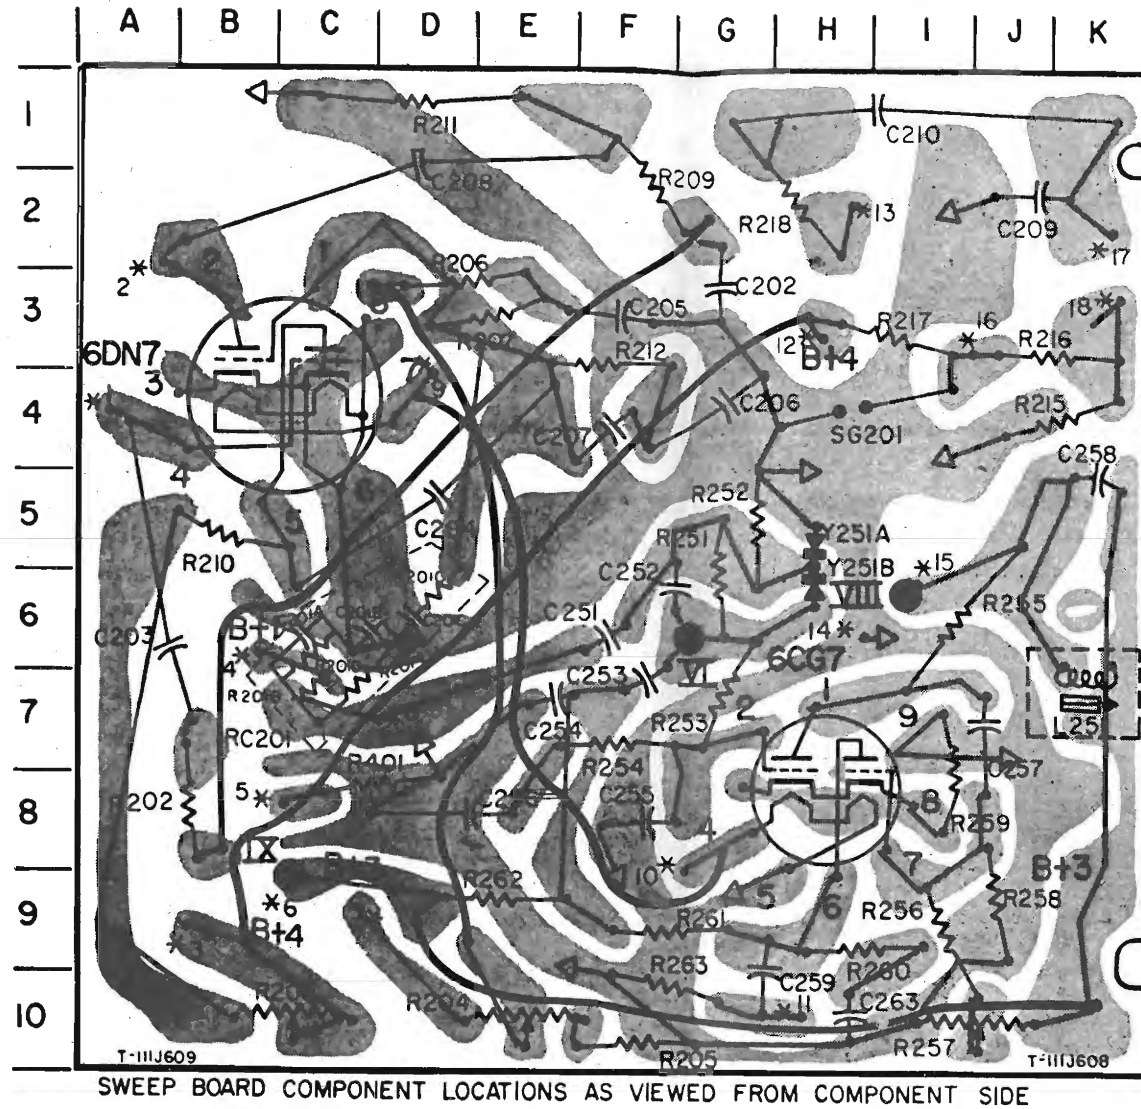 A B C D E F G H I J K
1
R211
C210
C208
R209
2
R218
*13
C209
*17
2*
R206
3
C205
C202
18*
R217
*16
12*
B+4
R212
R216
6DN7
3
4
C206
C207
SG201
R215
4
C258
R252
5
R210
5
R251
Y251A
Y251B
*15
C252
VIII
6
C251
R255
14*
C203
6CG7
C253
VI
7
C254
R253
2
1
9
L25
RC201
R401
R254
C257
8
R202
5*
C255
8
4
R259
IX
10*
7
B+3
9
R262
*6
5
6
R258
R256
B+4
R261
R260
R263
C259
*11
C263
10
R204
R257
R205
T-111J609
T-111J608
SWEEP BOARD COMPONENT LOCATIONS AS VIEWED FROM COMPONENT SIDE